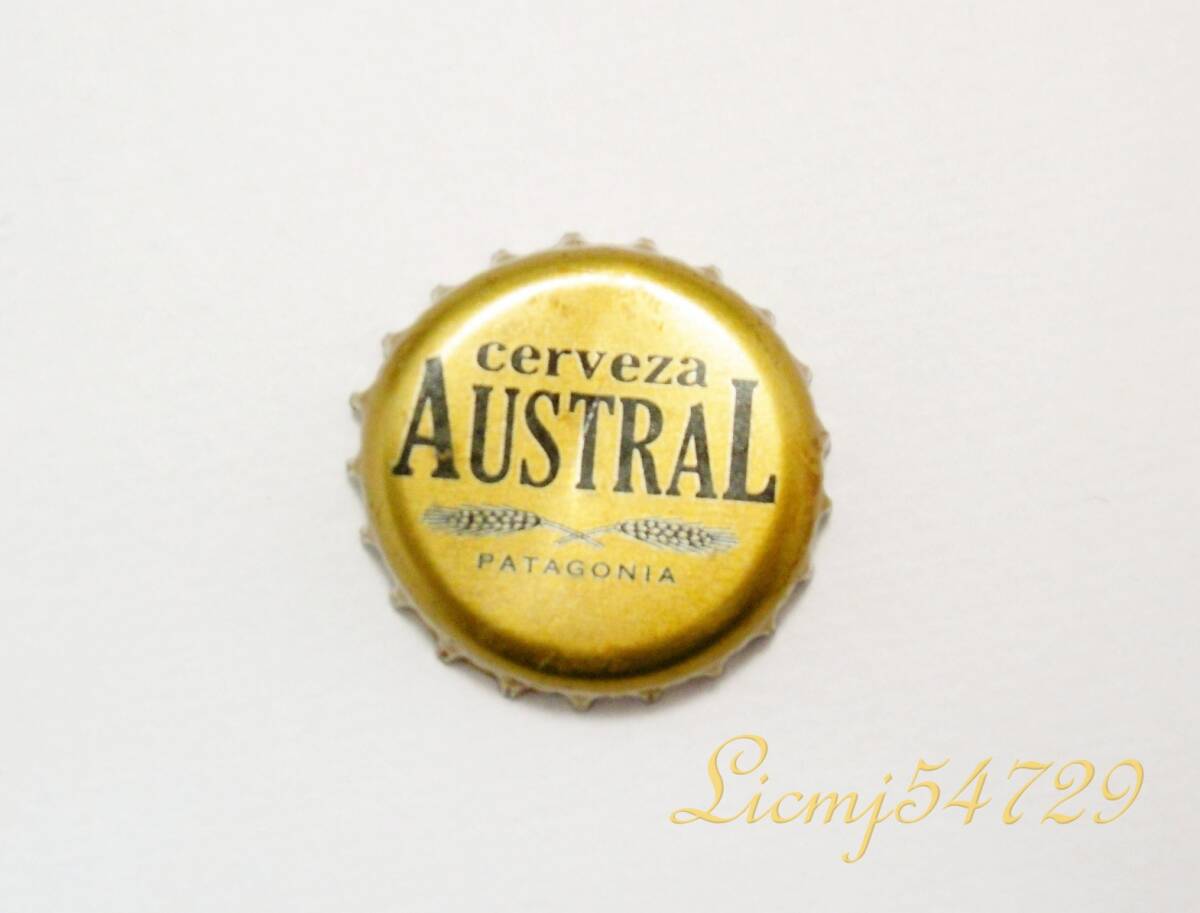 cerveza
AUSTRAL
PATAGONIA
Licmj54729